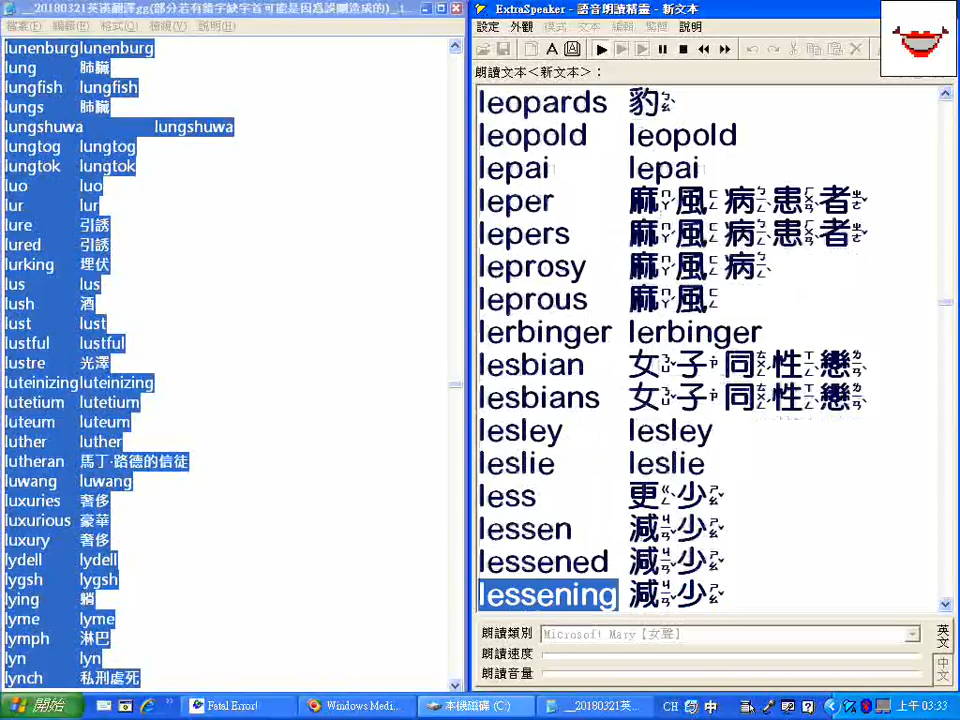 20180321英漢翻譯gg(部分若有錯字缺字首可能是因爲誤刪造成的)_t
檔案(F) 編輯(E) 格式(O) 檢視(V) 說明(H)
lunenburg lunenburg
lung 肺臟
lungfish lungfish
lungs 肺臟
lungshuwa lungshuwa
lungtog lungtog
lungtok lungtok
luo luo
lur lur
lure 引誘
lured 引誘
lurking 埋伏
lus lus
lush 酒
lust lust
lustful lustful
lustre 光澤
luteinizing luteinizing
lutetium lutetium
luteum luteum
luther luther
lutheran 馬丁·路德的信徒
luwang luwang
luxuries 奢侈
luxurious 豪華
luxury 奢侈
lydell lydell
lygsh lygsh
lying 躺
lyme lyme
lymph 淋巴
lyn lyn
lynch 私刑處死
ExtraSpeaker - 語音朗讀精靈 - 新文本
設定 外觀 模式 文本 編輯 繁簡 說明
朗讀文本<新文本>：
leopards 豹
leopold leopold
lepai lepai
leper 麻風病患者
lepers 麻風病患者
leprosy 麻風病
leprous 麻風
lerbinger lerbinger
lesbian 女子同性戀
lesbians 女子同性戀
lesley lesley
leslie leslie
less 更少
lessen 減少
lessened 減少
lessening 減少
朗讀類別 Microsoft Mary【女聲】
朗讀速度
朗讀音量
英文
中文
開始 Fatal Error! Windows Medi... 本機磁碟 (C:) __20180321英... CH 中 上午 03:33